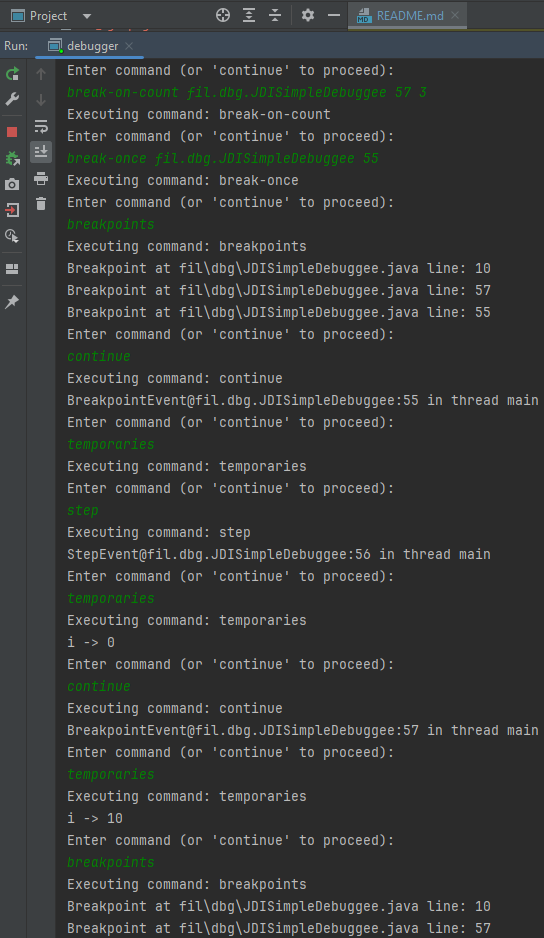 Project
README.md
Run:
debugger
Enter command (or 'continue' to proceed):
break-on-count fil.dbg.JDISimpleDebuggee 57 3
Executing command: break-on-count
Enter command (or 'continue' to proceed):
break-once fil.dbg.JDISimpleDebuggee 55
Executing command: break-once
Enter command (or 'continue' to proceed):
breakpoints
Executing command: breakpoints
Breakpoint at fil\dbg\JDISimpleDebuggee.java line: 10
Breakpoint at fil\dbg\JDISimpleDebuggee.java line: 57
Breakpoint at fil\dbg\JDISimpleDebuggee.java line: 55
Enter command (or 'continue' to proceed):
continue
Executing command: continue
BreakpointEvent@fil.dbg.JDISimpleDebuggee:55 in thread main
Enter command (or 'continue' to proceed):
temporaries
Executing command: temporaries
Enter command (or 'continue' to proceed):
step
Executing command: step
StepEvent@fil.dbg.JDISimpleDebuggee:56 in thread main
Enter command (or 'continue' to proceed):
temporaries
Executing command: temporaries
i -> 0
Enter command (or 'continue' to proceed):
continue
Executing command: continue
BreakpointEvent@fil.dbg.JDISimpleDebuggee:57 in thread main
Enter command (or 'continue' to proceed):
temporaries
Executing command: temporaries
i -> 10
Enter command (or 'continue' to proceed):
breakpoints
Executing command: breakpoints
Breakpoint at fil\dbg\JDISimpleDebuggee.java line: 10
Breakpoint at fil\dbg\JDISimpleDebuggee.java line: 57